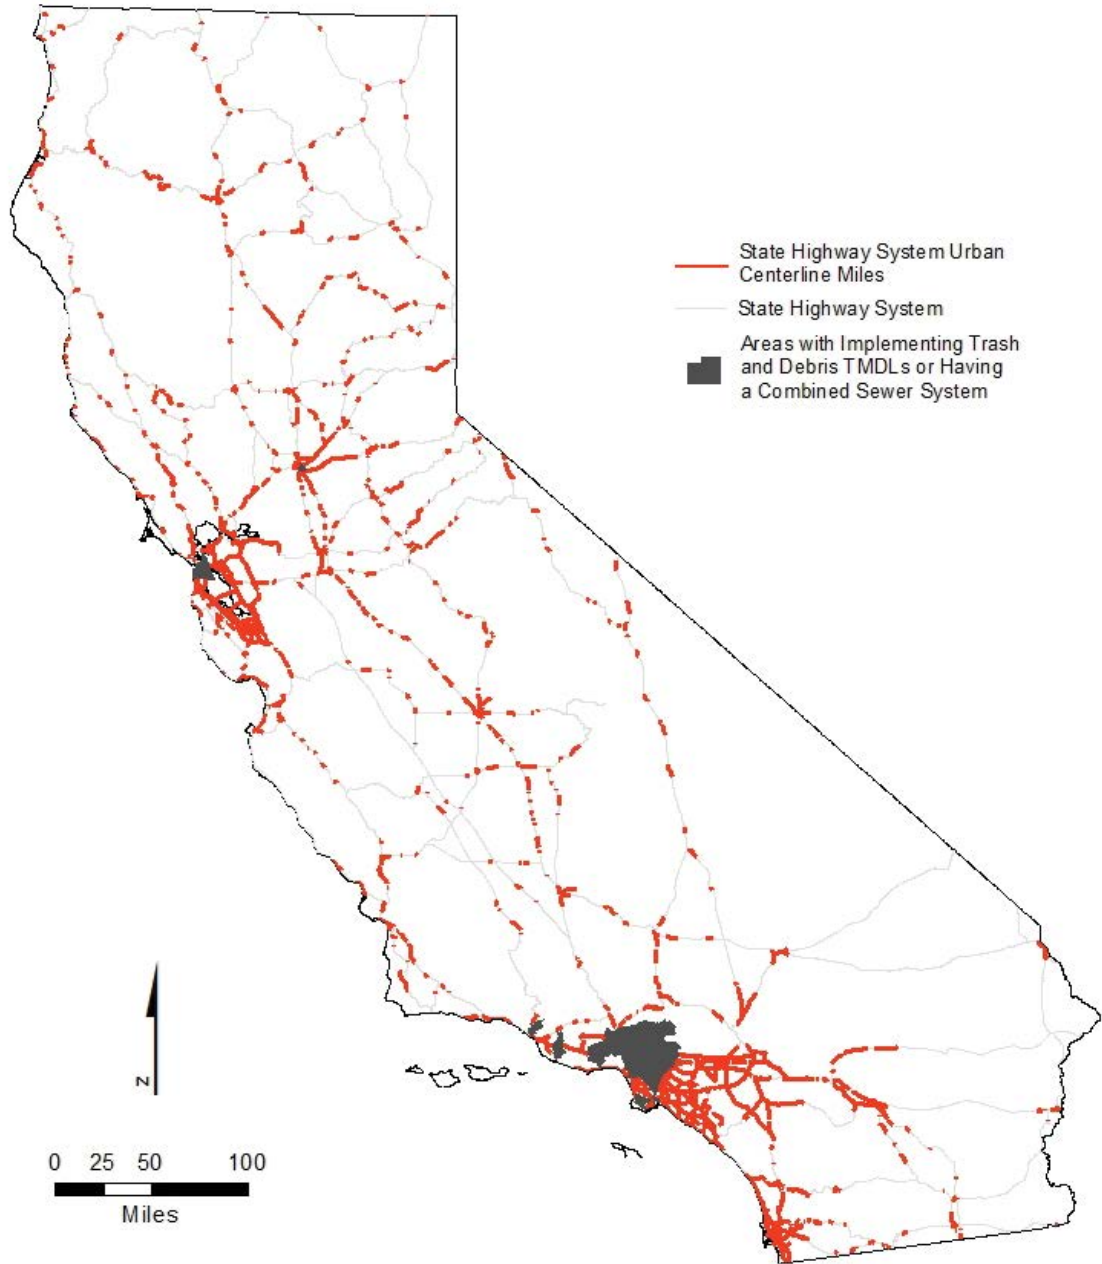 State Highway System Urban
Centerline Miles
State Highway System
Areas with Implementing Trash
and Debris TMDLs or Having
a Combined Sewer System
N
0 25 50 100
Miles